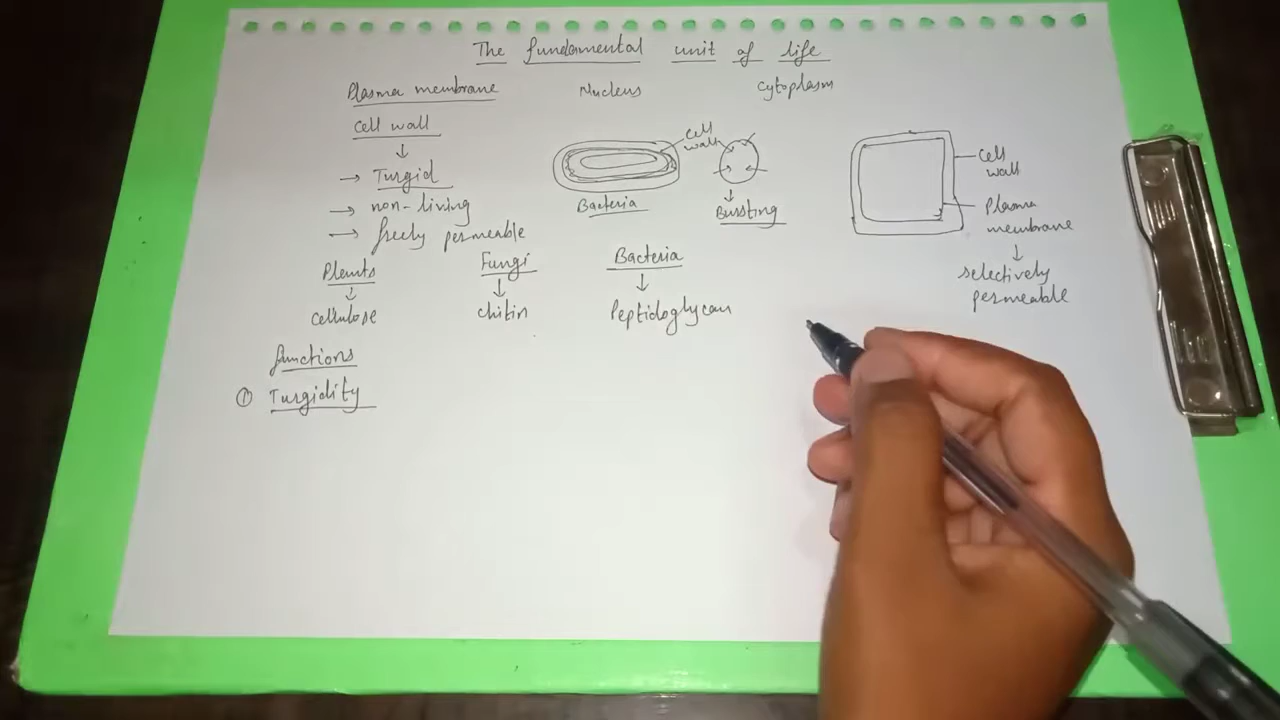 The fundamental unit of life
Plasma membrane Nucleus Cytoplasm
Cell wall
→ Turgid
→ non-living
→ freely permeable
Cell wall
Bacteria
Bursting
Cell wall
Plasma membrane
selectively permeable
Plants Fungi Bacteria
cellulose chitin Peptidoglycan
functions
① Turgidity